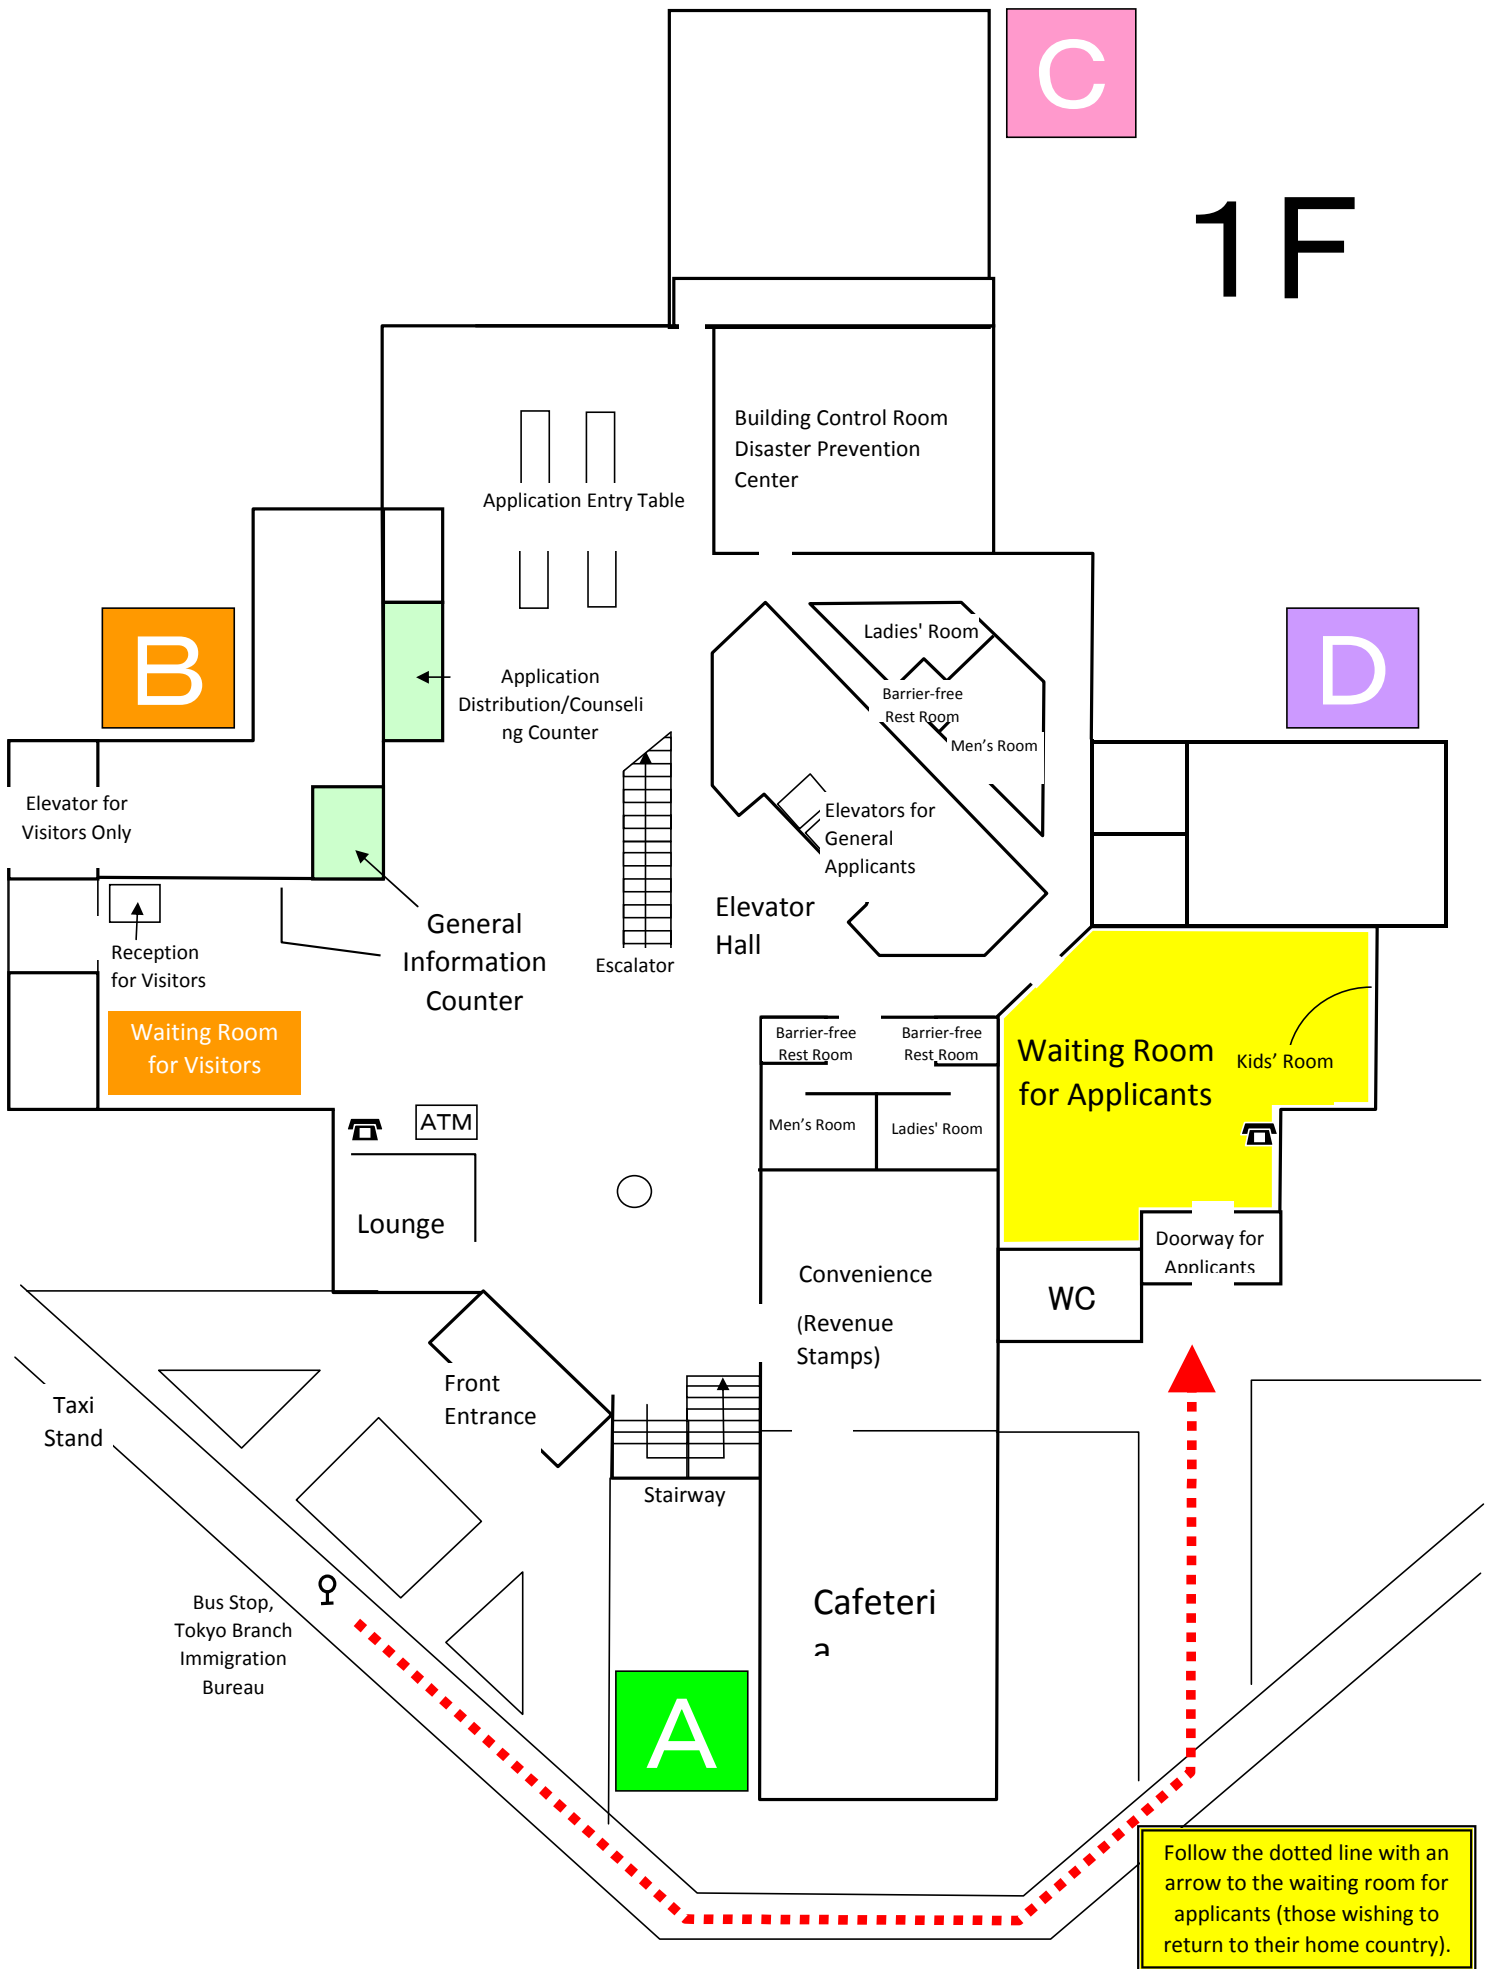 C
1F
Building Control Room
Disaster Prevention
Center
Application Entry Table
B
Ladies' Room
D
Application
Distribution/Counseli
ng Counter
Barrier-free
Rest Room
Men's Room
Elevator for
Visitors Only
Elevators for
General
Applicants
Elevator
Hall
General
Information
Counter
Reception
for Visitors
Escalator
Waiting Room
for Visitors
Barrier-free
Rest Room
Barrier-free
Rest Room
Waiting Room
for Applicants
Kids' Room
ATM
Men's Room
Ladies' Room
Lounge
Doorway for
Applicants
Convenience
(Revenue
Stamps)
WC
Front
Entrance
Taxi
Stand
Stairway
Bus Stop,
Tokyo Branch
Immigration
Bureau
Cafeteri
a
A
Follow the dotted line with an
arrow to the waiting room for
applicants (those wishing to
return to their home country).